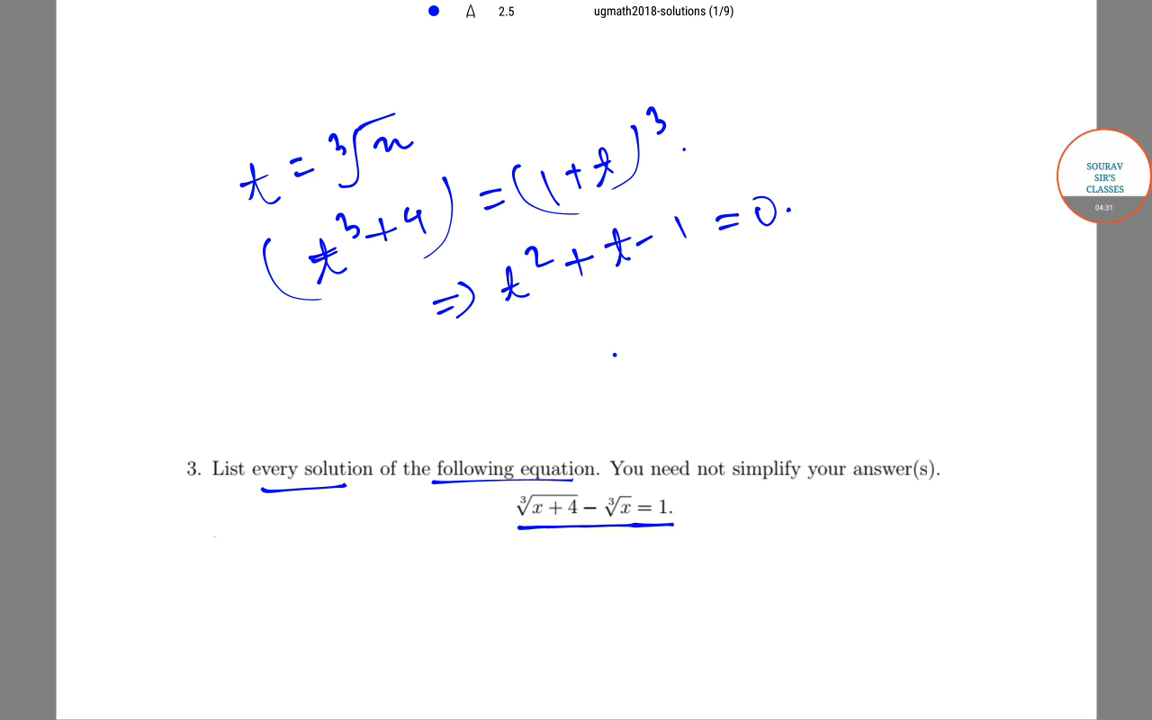 2.5 ugmath2018-solutions (1/9)
t = ∛x
(t³+4) = (1+t)³.
⇒ t²+t-1 = 0.
SOURAV
SIR'S
CLASSES
04:31
3. List every solution of the following equation. You need not simplify your answer(s).
∛(x + 4) − ∛x = 1.